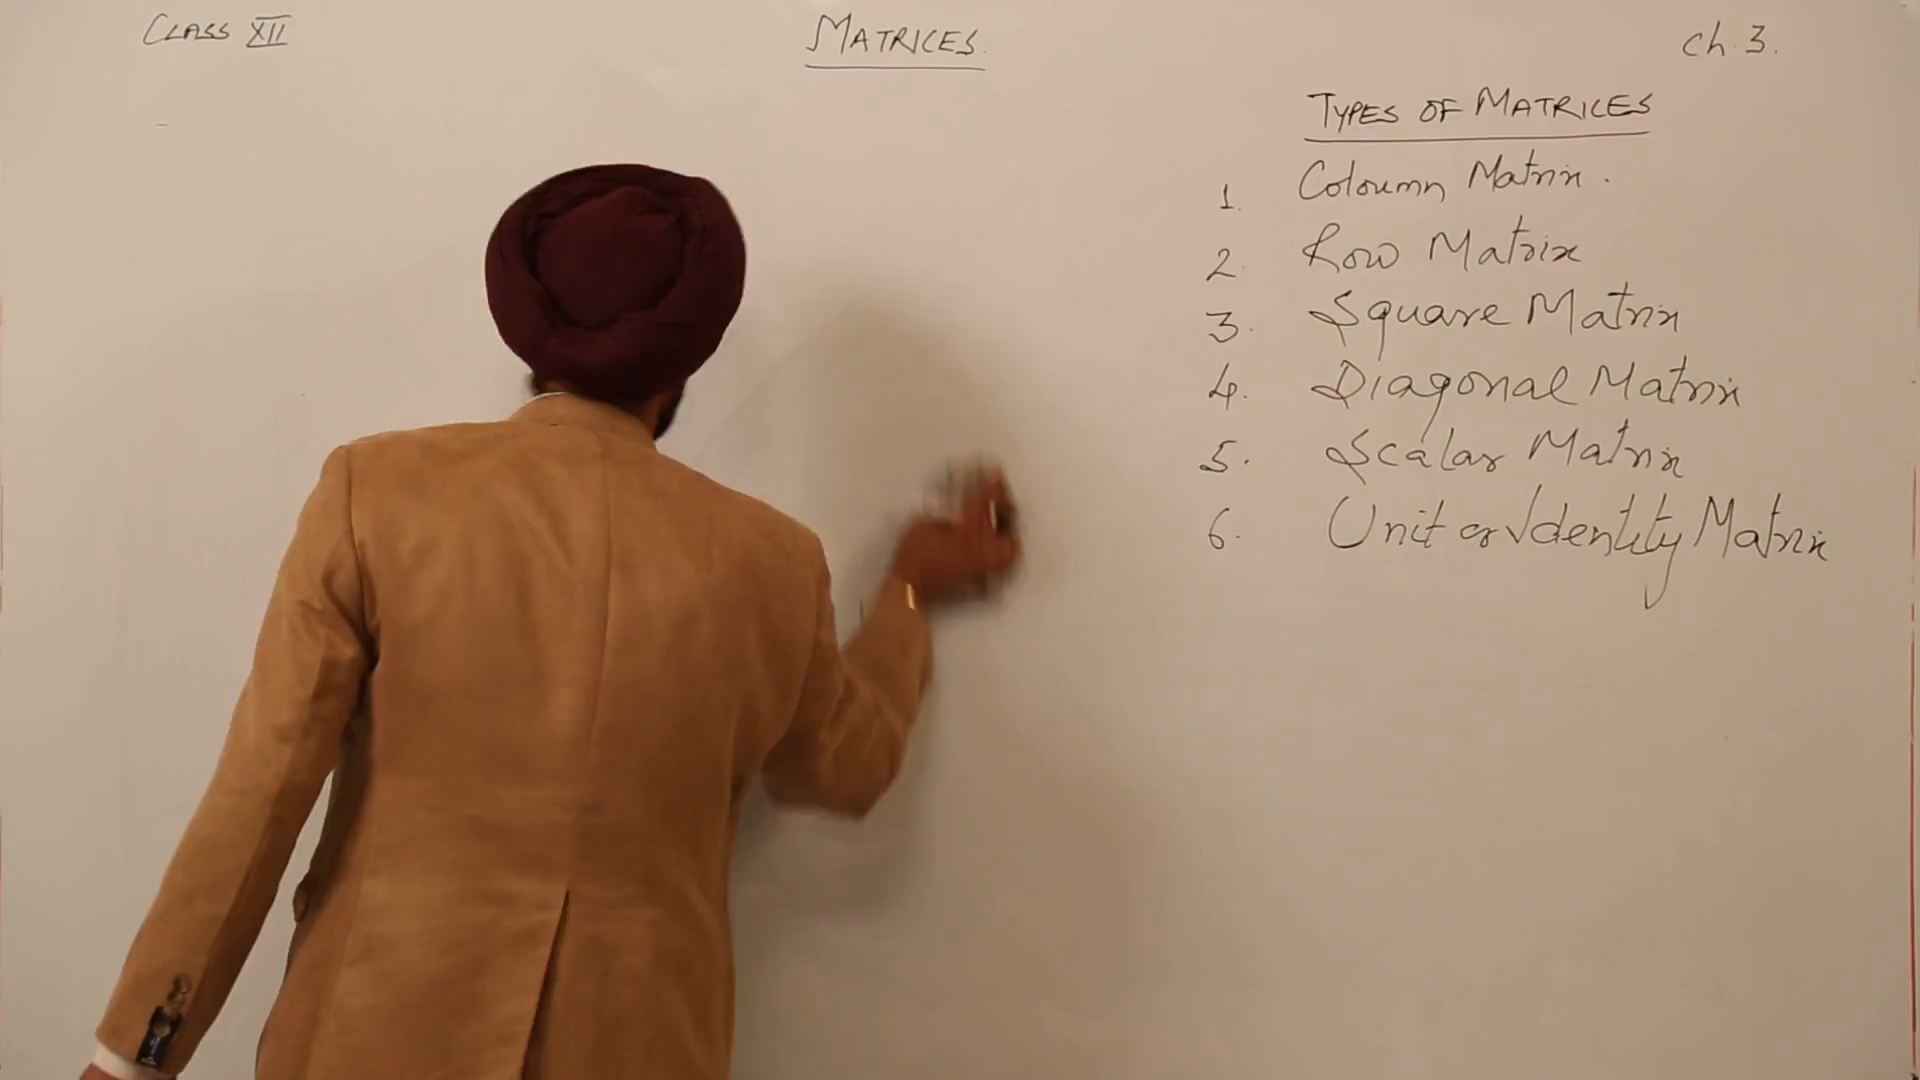 CLASS XII
MATRICES.
Ch. 3.
TYPES OF MATRICES
1. Coloumn Matrix.
2. Row Matrix
3. Square Matrix
4. Diagonal Matrix
5. Scalar Matrix
6. Unit or Identity Matrix